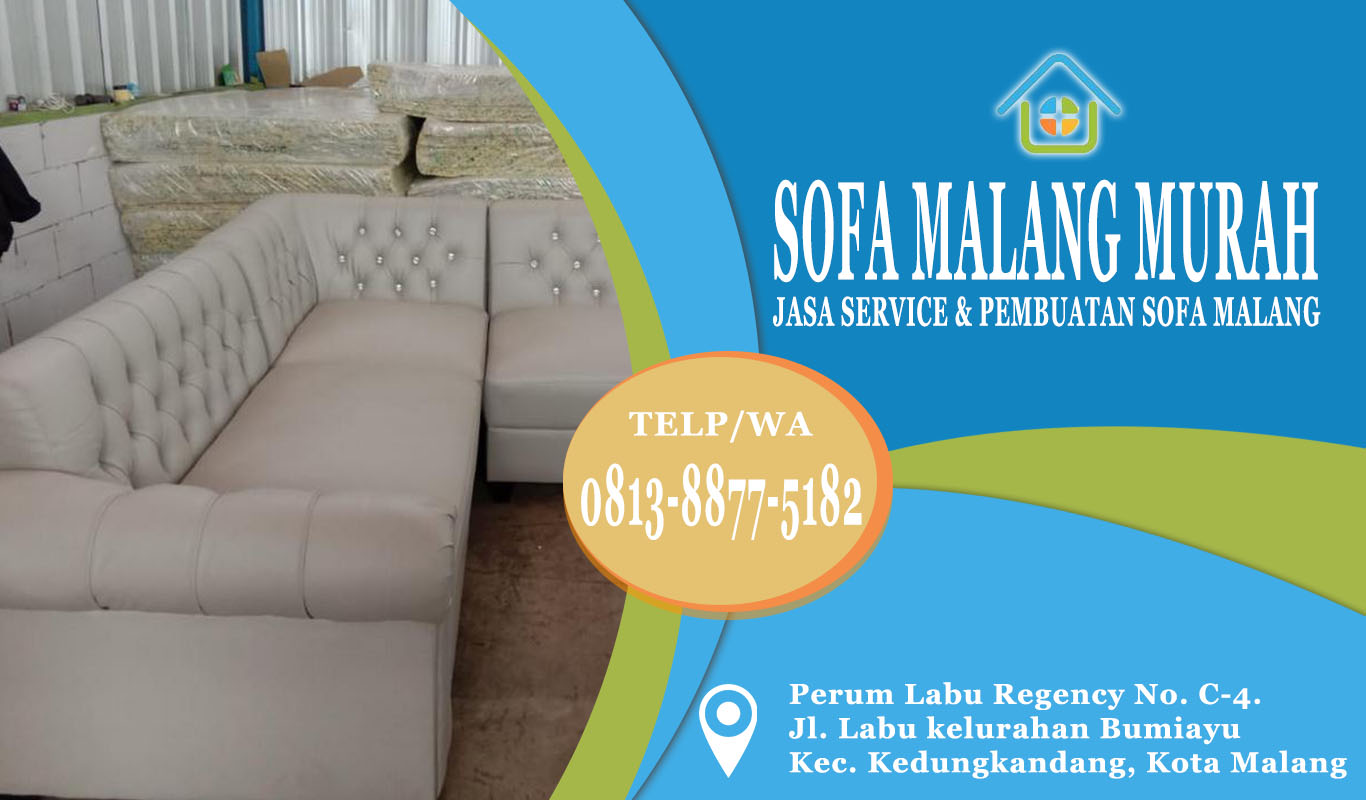 SOFA MALANG MURAH
JASA SERVICE & PEMBUATAN SOFA MALANG
TELP/WA
0813-8877-5182
Perum Labu Regency No. C-4.
Jl. Labu kelurahan Bumiayu
Kec. Kedungkandang, Kota Malang